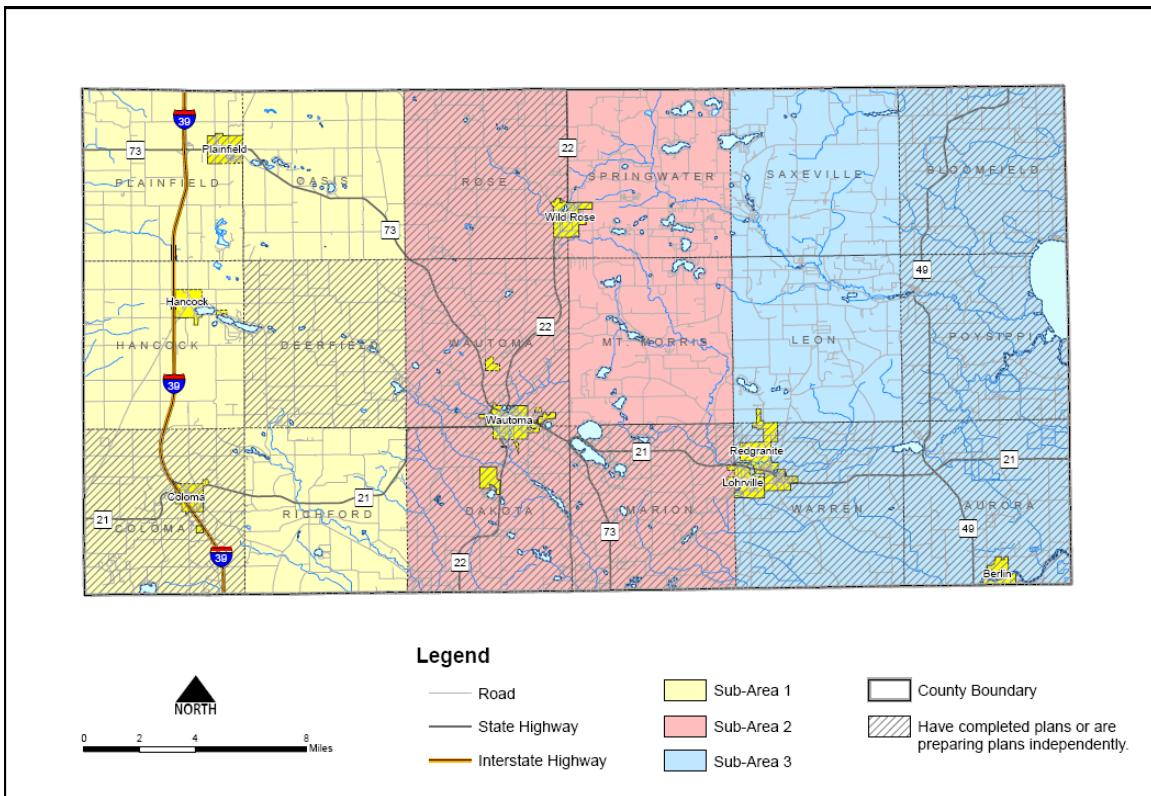 39
73
Plainfield
22
PLAINFIELD
OASIS
ROSE
SPRINGWATER
SAXEVILLE
BLOOMFIELD
Wild Rose
73
49
Hancock
22
HANCOCK
DEERFIELD
WAUTOMA
MT. MORRIS
LEON
POYSIPPI
39
Wautoma
21
Redgranite
21
Lohrville
Coloma
21
21
COLOMA
RICHFORD
DAKOTA
MARION
WARREN
AURORA
73
49
39
22
Berlin
Legend
NORTH
0 2 4 8
Miles
Road
State Highway
Interstate Highway
Sub-Area 1
Sub-Area 2
Sub-Area 3
County Boundary
Have completed plans or are
preparing plans independently.